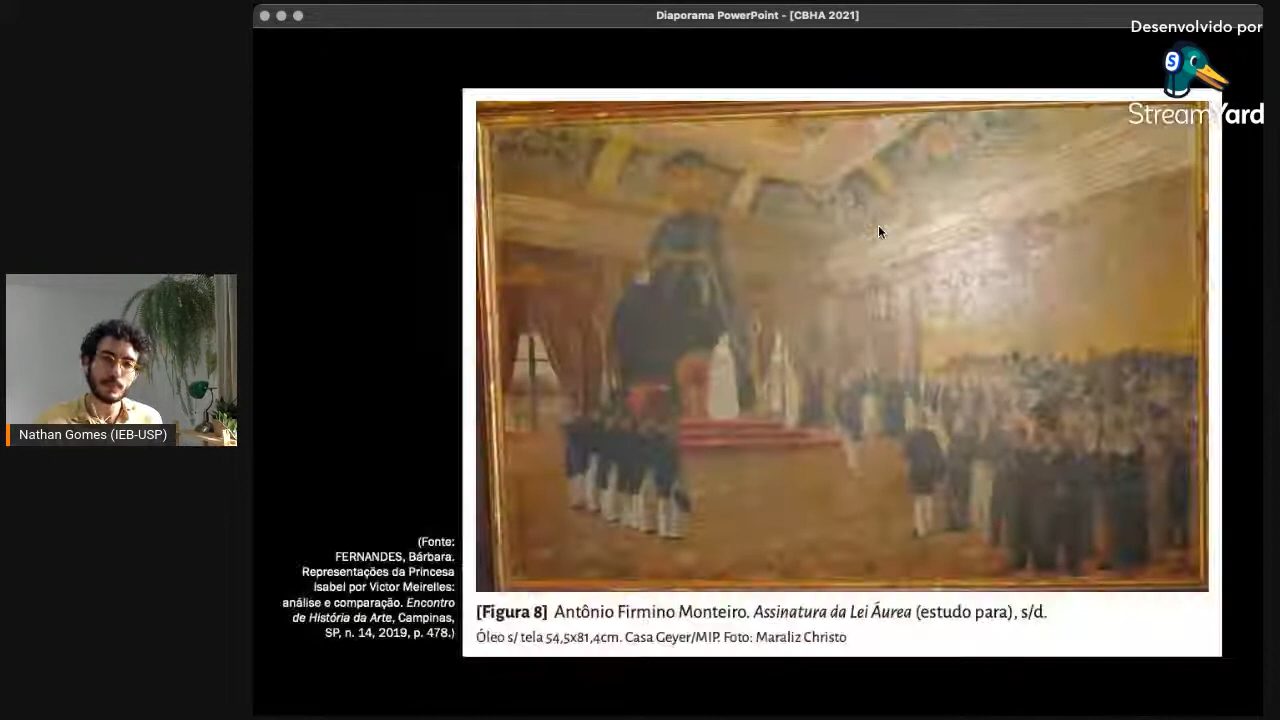 Diaporama PowerPoint - [CBHA 2021]
Desenvolvido por
S
StreamYard
Nathan Gomes (IEB-USP)
(Fonte:
FERNANDES, Bárbara.
Representações da Princesa
Isabel por Victor Meirelles:
análise e comparação. Encontro
de História da Arte, Campinas,
SP, n. 14, 2019, p. 478.)
[Figura 8] Antônio Firmino Monteiro. Assinatura da Lei Áurea (estudo para), s/d.
Óleo s/ tela 54,5x81,4cm. Casa Geyer/MIP. Foto: Maraliz Christo